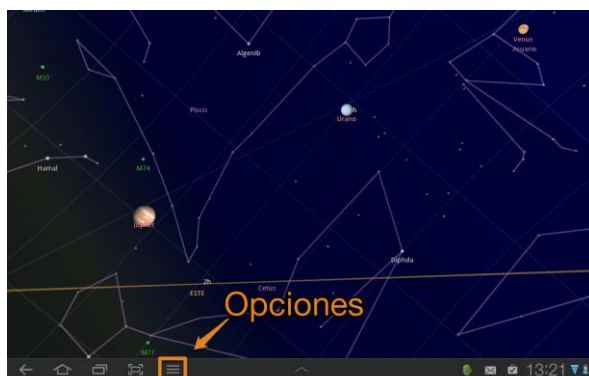 Algenib
Venus
Acuario
M33
Piscis
Urano
M74
Hamal
Júpiter
Diphda
2h
ESTE
Cetus
Opciones
M77
13:21